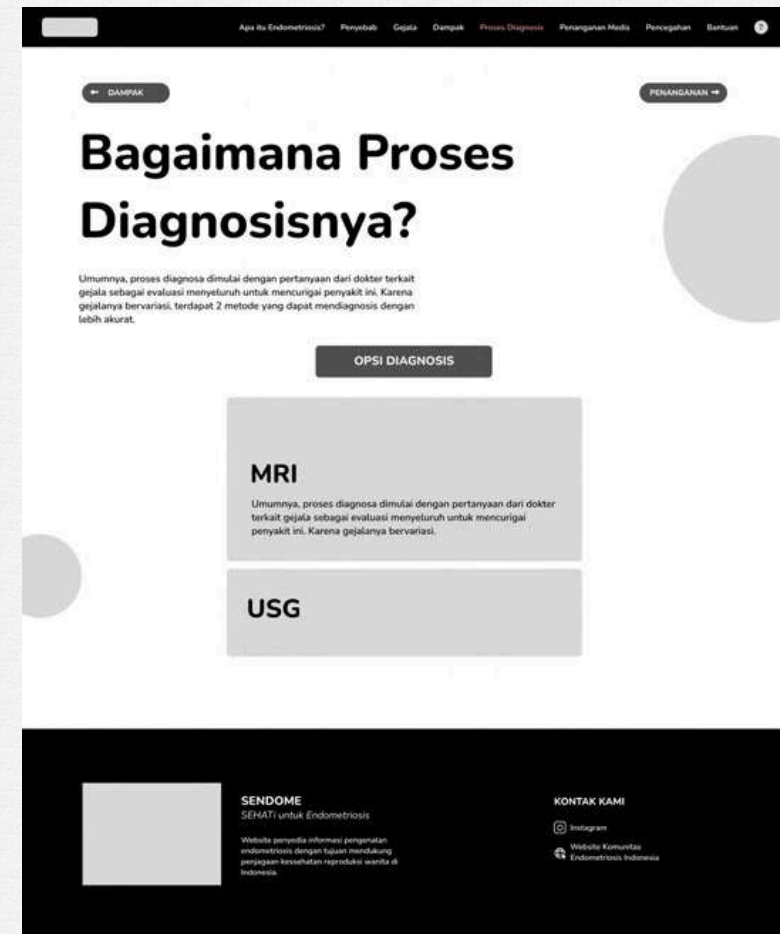 Apa itu Endometriosis? Penyebab Gejala Dampak Proses Diagnosis Penanganan Media Pencegahan Bantuan ?
← DAMPAK
PENANGANAN →
Bagaimana Proses
Diagnosisnya?
Umumnya, proses diagnosa dimulai dengan pertanyaan dari dokter terkait
gejala sebagai evaluasi menyeluruh untuk mencurigai penyakit ini. Karena
gejalanya bervariasi, terdapat 2 metode yang dapat mendiagnosis dengan
lebih akurat.
OPSI DIAGNOSIS
MRI
Umumnya, proses diagnosa dimulai dengan pertanyaan dari dokter
terkait gejala sebagai evaluasi menyeluruh untuk mencurigai
penyakit ini. Karena gejalanya bervariasi.
USG
SENDOME
SEHATi untuk Endometriosis
Website penyedia informasi pengenalan
endometriosis dengan tujuan mendukung
penjagaan kessehatan reproduksi wanita di
Indonesia.
KONTAK KAMI
Instagram
Website Komunitas
Endometriosis Indonesia